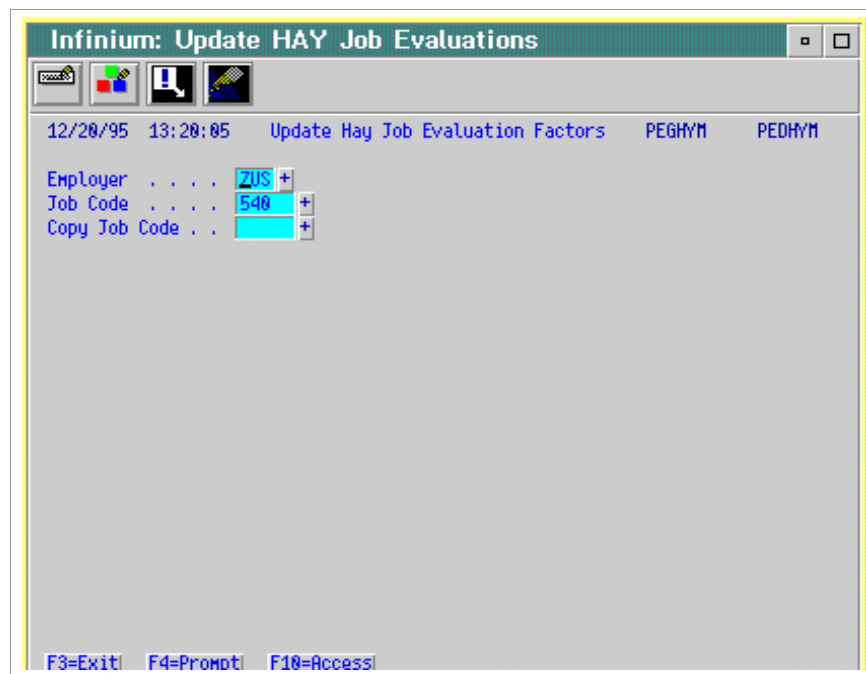 Infinium: Update HAY Job Evaluations
12/20/95 13:20:05 Update Hay Job Evaluation Factors PEGHYM PEDHYM
Employer . . . . ZUS +
Job Code . . . . 540 +
Copy Job Code . . +
F3=Exit F4=Prompt F10=Access